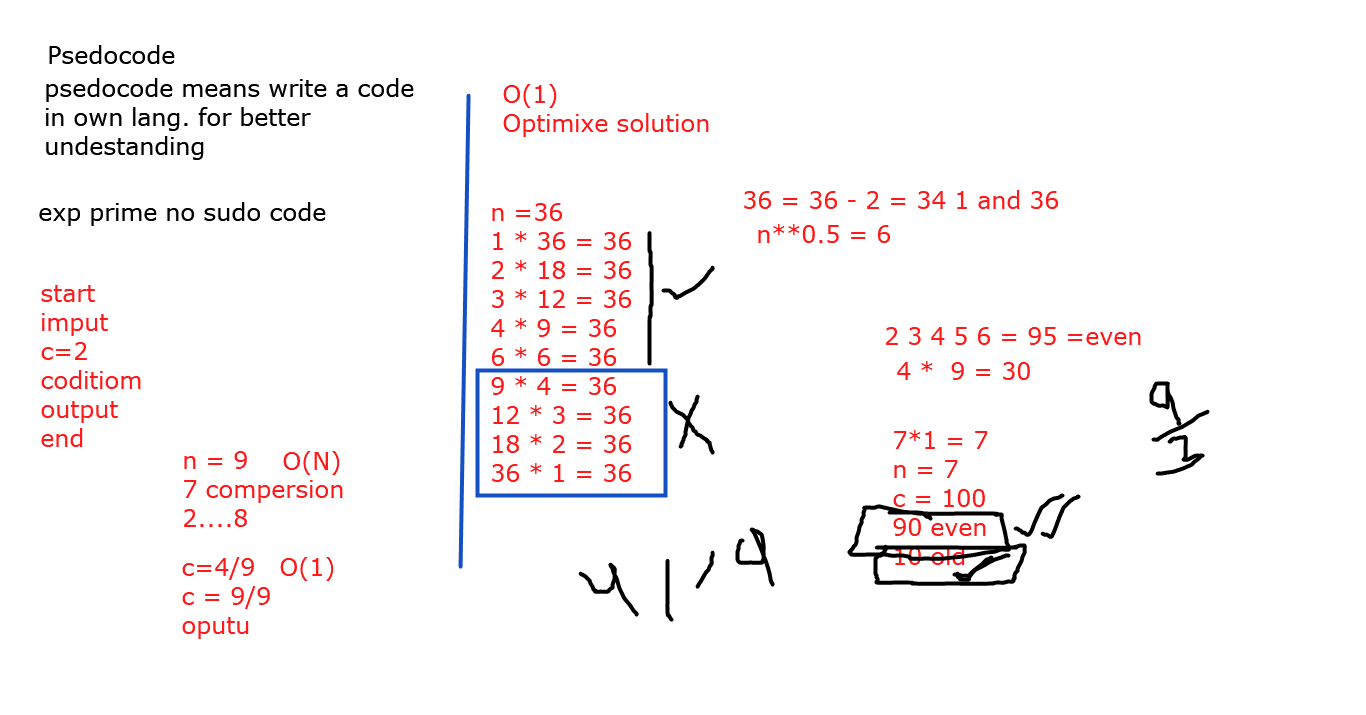 Psedocode
psedocode means write a code
in own lang. for better
undestanding
exp prime no sudo code
start
imput
c=2
coditiom
output
end
n = 9 O(N)
7 compersion
2....8
c=4/9 O(1)
c = 9/9
oputu
O(1)
Optimixe solution
n =36
1 * 36 = 36
2 * 18 = 36
3 * 12 = 36
4 * 9 = 36
6 * 6 = 36
9 * 4 = 36
12 * 3 = 36
18 * 2 = 36
36 * 1 = 36
36 = 36 - 2 = 34 1 and 36
n**0.5 = 6
2 3 4 5 6 = 95 =even
4 * 9 = 30
7*1 = 7
n = 7
c = 100
90 even
10 old